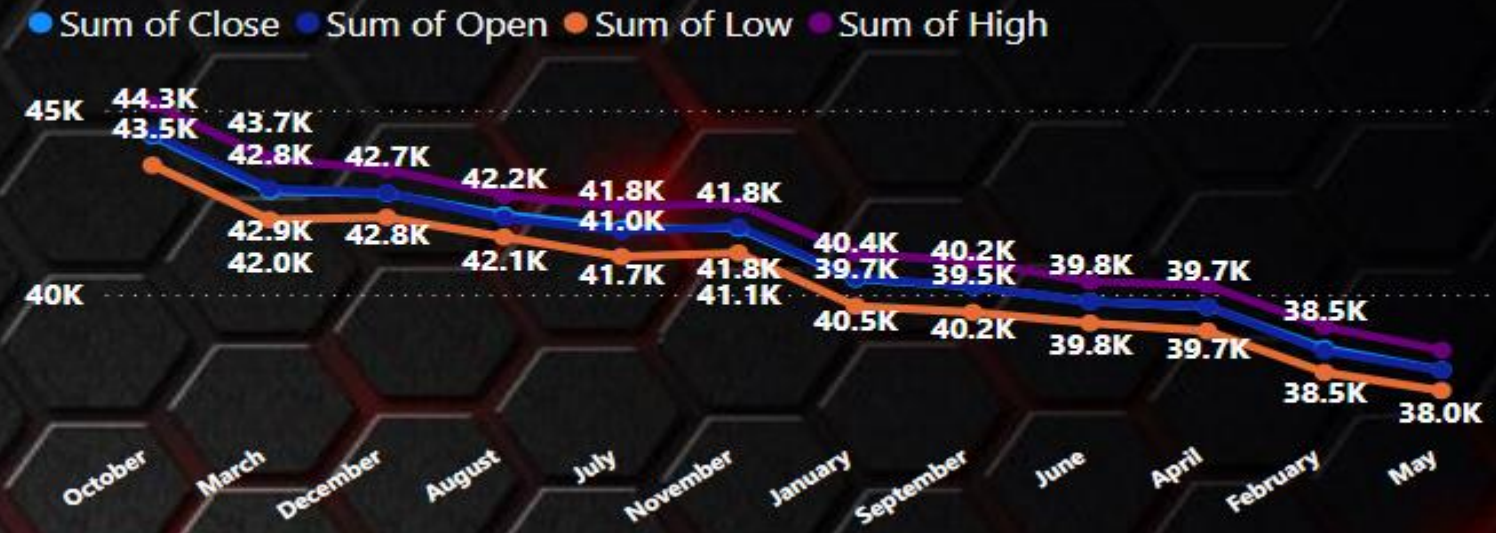 Sum of Close Sum of Open Sum of Low Sum of High
45K
44.3K
43.5K
43.7K
42.8K
42.7K
42.2K
41.8K
41.0K
41.8K
42.9K
42.0K
42.8K
42.1K
41.7K
41.8K
41.1K
40.4K
39.7K
40.2K
39.5K
39.8K
39.7K
40K
40.5K
40.2K
39.8K
39.7K
38.5K
38.5K
38.0K
October March December August July November January September June April February May